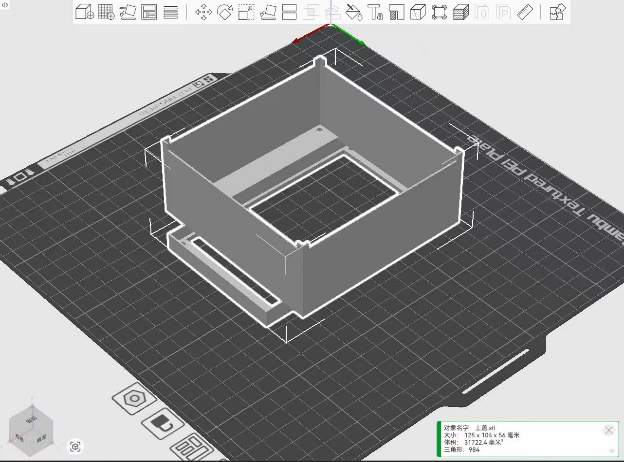 Bambu Textured PEI Plate
对象名字: 上盖.stl
大小: 125 x 104 x 56 毫米
体积: 31722.4 毫米³
三角形: 984